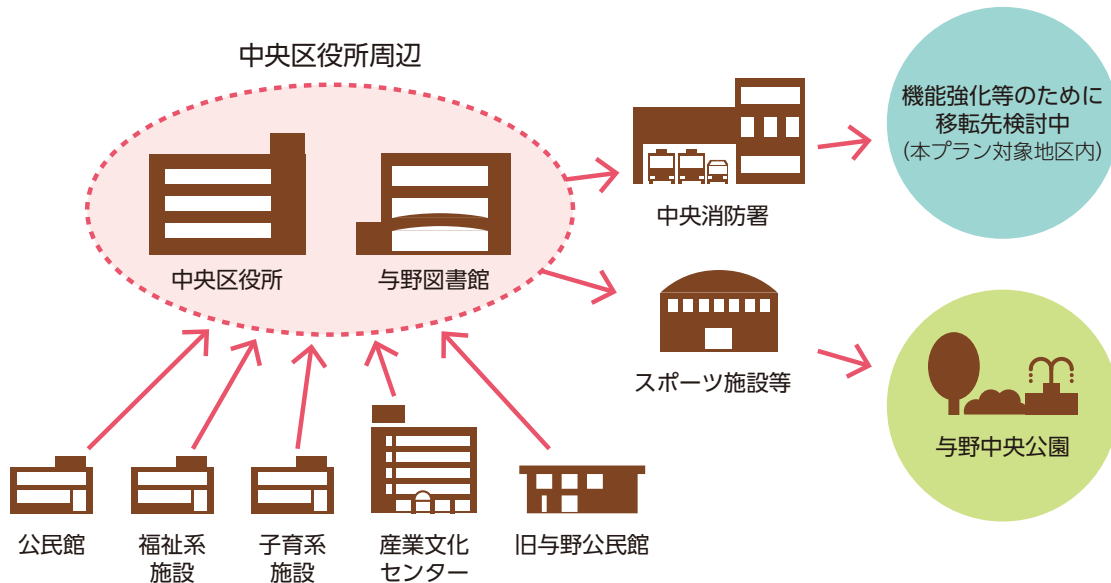 中央区役所周辺
中央区役所
与野図書館
中央消防署
機能強化等のために
移転先検討中
(本プラン対象地区内)
スポーツ施設等
与野中央公園
公民館
福祉系
施設
子育系
施設
産業文化
センター
旧与野公民館